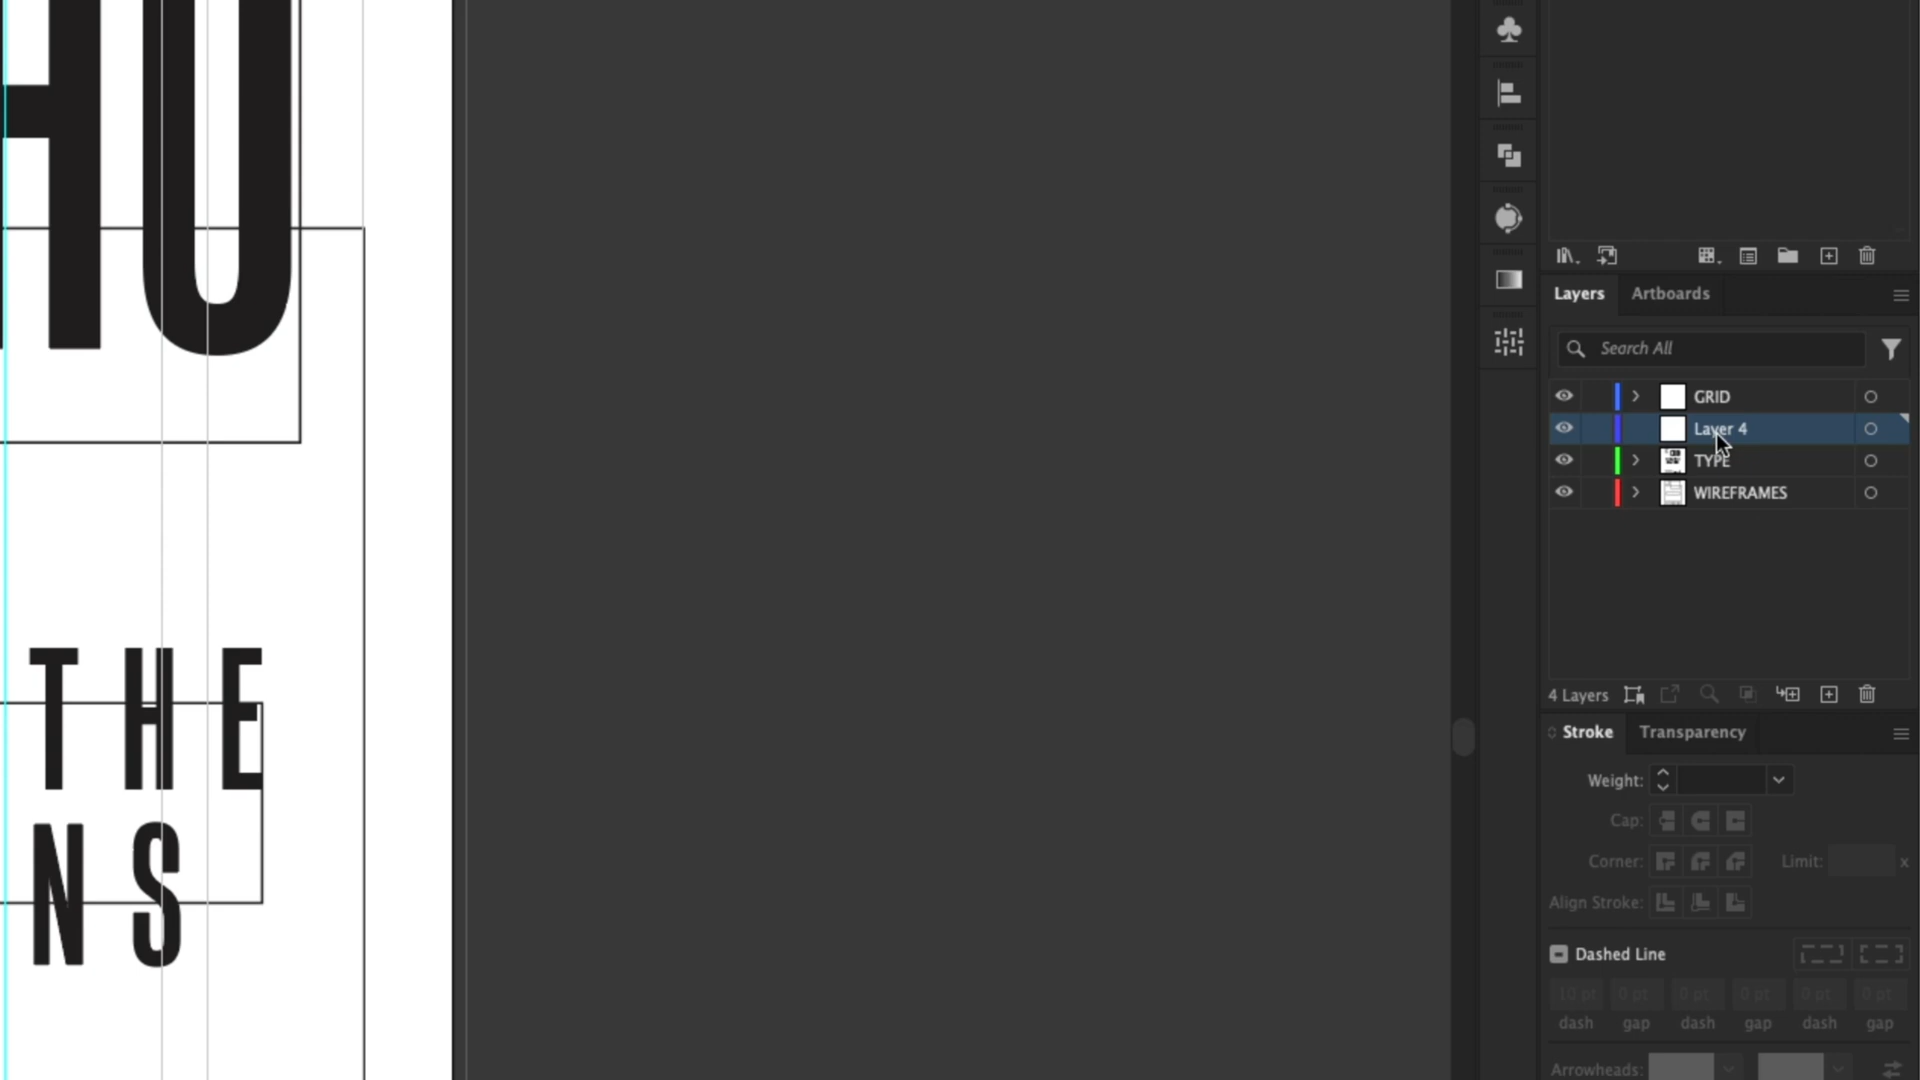 HU
THE
NS
Layers Artboards
Search All
GRID
Layer 4
TYPE
WIREFRAMES
4 Layers
Stroke Transparency
Weight:
Cap:
Corner: Limit: x
Align Stroke:
Dashed Line
10 pt 0 pt 0 pt 0 pt 0 pt 0 pt
dash gap dash gap dash gap
Arrowheads: